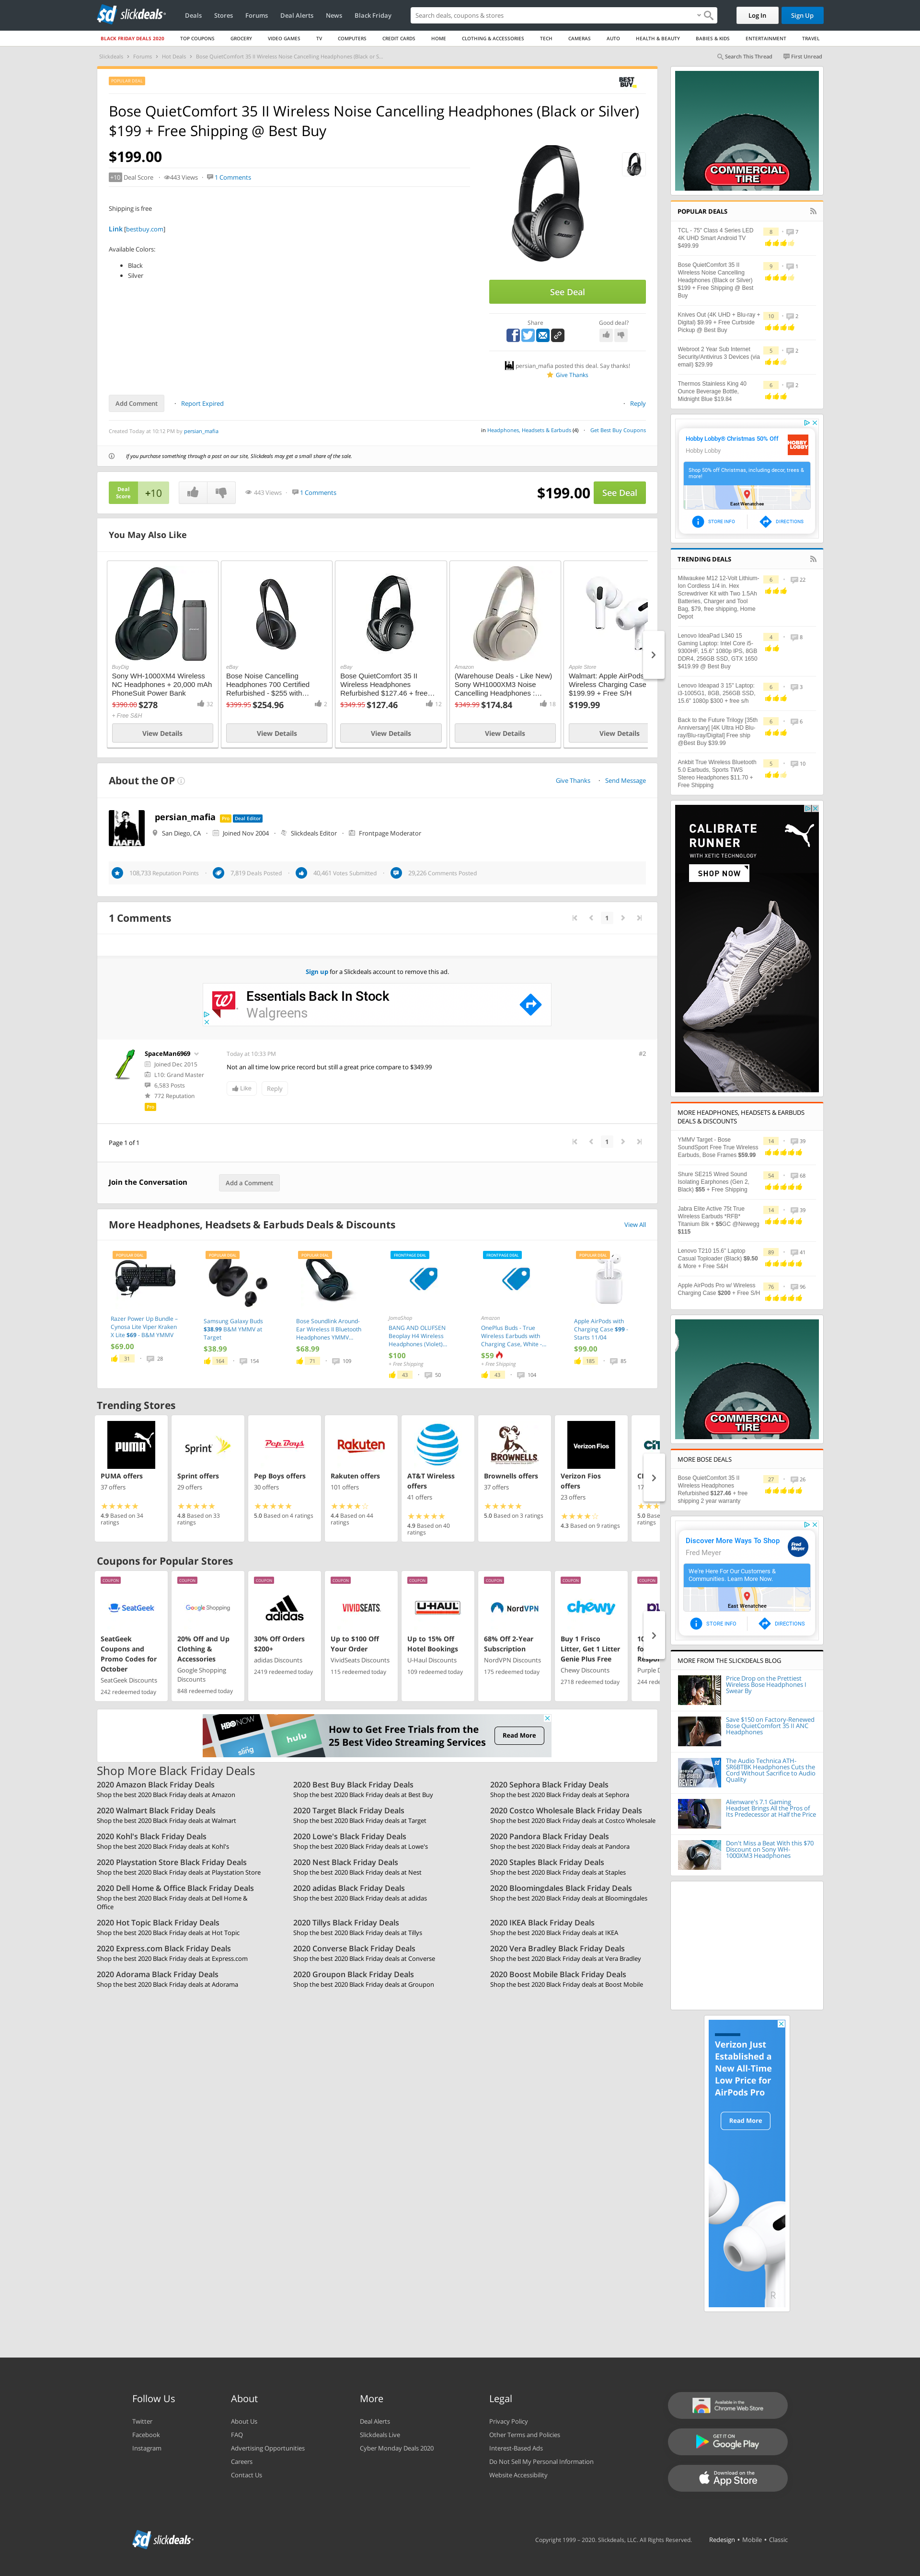 slickdeals
Deals
Stores
Forums
Deal Alerts
News
Black Friday
Search deals, coupons & stores
Log In
Sign Up
BLACK FRIDAY DEALS 2020
TOP COUPONS
GROCERY
VIDEO GAMES
TV
COMPUTERS
CREDIT CARDS
HOME
CLOTHING & ACCESSORIES
TECH
CAMERAS
AUTO
HEALTH & BEAUTY
BABIES & KIDS
ENTERTAINMENT
TRAVEL
Slickdeals > Forums > Hot Deals > Bose QuietComfort 35 II Wireless Noise Cancelling Headphones (Black or S...
Search This Thread
First Unread
POPULAR DEAL
BEST BUY
Bose QuietComfort 35 II Wireless Noise Cancelling Headphones (Black or Silver)
$199 + Free Shipping @ Best Buy
$199.00
+10 Deal Score
443 Views
1 Comments
Shipping is free
Link [bestbuy.com]
Available Colors:
Black
Silver
See Deal
Share
Good deal?
persian_mafia posted this deal. Say thanks!
Give Thanks
Add Comment
Report Expired
Reply
Created Today at 10:12 PM by persian_mafia
in Headphones, Headsets & Earbuds (4)
Get Best Buy Coupons
If you purchase something through a post on our site, Slickdeals may get a small share of the sale.
Deal
Score
+10
443 Views
1 Comments
$199.00
See Deal
You May Also Like
BuyDig
Sony WH-1000XM4 Wireless
NC Headphones + 20,000 mAh
PhoneSuit Power Bank
$390.00 $278
32
+ Free S&H
View Details
eBay
Bose Noise Cancelling
Headphones 700 Certified
Refurbished - $255 with...
$399.95 $254.96
2
View Details
eBay
Bose QuietComfort 35 II
Wireless Headphones
Refurbished $127.46 + free...
$349.95 $127.46
12
View Details
Amazon
(Warehouse Deals - Like New)
Sony WH1000XM3 Noise
Cancelling Headphones :...
$349.99 $174.84
18
View Details
Apple Store
Walmart: Apple AirPods
Wireless Charging Case
$199.99 + Free S/H
$199.99
View Details
About the OP
Give Thanks
Send Message
MAFIA
persian_mafia
Pro
Deal Editor
San Diego, CA
Joined Nov 2004
Slickdeals Editor
Frontpage Moderator
108,733 Reputation Points
7,819 Deals Posted
40,461 Votes Submitted
29,226 Comments Posted
1 Comments
1
Sign up for a Slickdeals account to remove this ad.
Essentials Back In Stock
Walgreens
SpaceMan6969
Joined Dec 2015
L10: Grand Master
6,583 Posts
772 Reputation
Pro
Today at 10:33 PM
#2
Not an all time low price record but still a great price compare to $349.99
Like
Reply
Page 1 of 1
1
Join the Conversation
Add a Comment
More Headphones, Headsets & Earbuds Deals & Discounts
View All
POPULAR DEAL
Razer Power Up Bundle –
Cynosa Lite Viper Kraken
X Lite $69 - B&M YMMV
$69.00
31
28
POPULAR DEAL
Samsung Galaxy Buds
$38.99 B&M YMMV at
Target
$38.99
164
154
POPULAR DEAL
Bose Soundlink Around-
Ear Wireless II Bluetooth
Headphones YMMV...
$68.99
71
109
FRONTPAGE DEAL
JomaShop
BANG AND OLUFSEN
Beoplay H4 Wireless
Headphones (Violet)...
$100
+ Free Shipping
43
50
FRONTPAGE DEAL
Amazon
OnePlus Buds - True
Wireless Earbuds with
Charging Case, White -...
$59
+ Free Shipping
43
104
POPULAR DEAL
Apple AirPods with
Charging Case $99 -
Starts 11/04
$99.00
185
85
Trending Stores
PUMA
PUMA offers
37 offers
4.9 Based on 34
ratings
Sprint
Sprint offers
29 offers
4.8 Based on 33
ratings
Pep Boys
Pep Boys offers
30 offers
5.0 Based on 4 ratings
Rakuten
Rakuten offers
101 offers
4.4 Based on 44
ratings
AT&T Wireless
offers
41 offers
4.9 Based on 40
ratings
BROWNELLS
Brownells offers
37 offers
5.0 Based on 3 ratings
Verizon Fios
Verizon Fios
offers
23 offers
4.3 Based on 9 ratings
5.0 Base
ratings
Coupons for Popular Stores
COUPON
SeatGeek
SeatGeek
Coupons and
Promo Codes for
October
SeatGeek Discounts
242 redeemed today
COUPON
Google Shopping
20% Off and Up
Clothing &
Accessories
Google Shopping
Discounts
848 redeemed today
COUPON
adidas
30% Off Orders
$200+
adidas Discounts
2419 redeemed today
COUPON
VIVIDSEATS.
Up to $100 Off
Your Order
VividSeats Discounts
115 redeemed today
COUPON
U-HAUL
Up to 15% Off
Hotel Bookings
U-Haul Discounts
109 redeemed today
COUPON
NordVPN
68% Off 2-Year
Subscription
NordVPN Discounts
175 redeemed today
COUPON
chewy
Buy 1 Frisco
Litter, Get 1 Litter
Genie Plus Free
Chewy Discounts
2718 redeemed today
COUPON
HBO NOW
sling
hulu
How to Get Free Trials from the
25 Best Video Streaming Services
Read More
Shop More Black Friday Deals
2020 Amazon Black Friday Deals
Shop the best 2020 Black Friday deals at Amazon
2020 Best Buy Black Friday Deals
Shop the best 2020 Black Friday deals at Best Buy
2020 Sephora Black Friday Deals
Shop the best 2020 Black Friday deals at Sephora
2020 Walmart Black Friday Deals
Shop the best 2020 Black Friday deals at Walmart
2020 Target Black Friday Deals
Shop the best 2020 Black Friday deals at Target
2020 Costco Wholesale Black Friday Deals
Shop the best 2020 Black Friday deals at Costco Wholesale
2020 Kohl's Black Friday Deals
Shop the best 2020 Black Friday deals at Kohl's
2020 Lowe's Black Friday Deals
Shop the best 2020 Black Friday deals at Lowe's
2020 Pandora Black Friday Deals
Shop the best 2020 Black Friday deals at Pandora
2020 Playstation Store Black Friday Deals
Shop the best 2020 Black Friday deals at Playstation Store
2020 Nest Black Friday Deals
Shop the best 2020 Black Friday deals at Nest
2020 Staples Black Friday Deals
Shop the best 2020 Black Friday deals at Staples
2020 Dell Home & Office Black Friday Deals
Shop the best 2020 Black Friday deals at Dell Home &
Office
2020 adidas Black Friday Deals
Shop the best 2020 Black Friday deals at adidas
2020 Bloomingdales Black Friday Deals
Shop the best 2020 Black Friday deals at Bloomingdales
2020 Hot Topic Black Friday Deals
Shop the best 2020 Black Friday deals at Hot Topic
2020 Tillys Black Friday Deals
Shop the best 2020 Black Friday deals at Tillys
2020 IKEA Black Friday Deals
Shop the best 2020 Black Friday deals at IKEA
2020 Express.com Black Friday Deals
Shop the best 2020 Black Friday deals at Express.com
2020 Converse Black Friday Deals
Shop the best 2020 Black Friday deals at Converse
2020 Vera Bradley Black Friday Deals
Shop the best 2020 Black Friday deals at Vera Bradley
2020 Adorama Black Friday Deals
Shop the best 2020 Black Friday deals at Adorama
2020 Groupon Black Friday Deals
Shop the best 2020 Black Friday deals at Groupon
2020 Boost Mobile Black Friday Deals
Shop the best 2020 Black Friday deals at Boost Mobile
COMMERCIAL
TIRE
POPULAR DEALS
TCL - 75" Class 4 Series LED
4K UHD Smart Android TV
$499.99
8
7
Bose QuietComfort 35 II
Wireless Noise Cancelling
Headphones (Black or Silver)
$199 + Free Shipping @ Best
Buy
9
1
Knives Out (4K UHD + Blu-ray +
Digital) $9.99 + Free Curbside
Pickup @ Best Buy
10
2
Webroot 2 Year Sub Internet
Security/Antivirus 3 Devices (via
email) $29.99
5
2
Thermos Stainless King 40
Ounce Beverage Bottle,
Midnight Blue $19.84
6
2
Hobby Lobby® Christmas 50% Off
Hobby Lobby
HOBBY LOBBY
Shop 50% off Christmas, including decor, trees &
more!
East Wenatchee
STORE INFO
DIRECTIONS
TRENDING DEALS
Milwaukee M12 12-Volt Lithium-
Ion Cordless 1/4 in. Hex
Screwdriver Kit with Two 1.5Ah
Batteries, Charger and Tool
Bag, $79, free shipping, Home
Depot
6
22
Lenovo IdeaPad L340 15
Gaming Laptop: Intel Core i5-
9300HF, 15.6" 1080p IPS, 8GB
DDR4, 256GB SSD, GTX 1650
$419.99 @ Best Buy
4
8
Lenovo Ideapad 3 15" Laptop:
i3-1005G1, 8GB, 256GB SSD,
15.6" 1080p $300 + free s/h
6
3
Back to the Future Trilogy [35th
Anniversary] [4K Ultra HD Blu-
ray/Blu-ray/Digital] Free ship
@Best Buy $39.99
6
6
Ankbit True Wireless Bluetooth
5.0 Earbuds, Sports TWS
Stereo Headphones $11.70 +
Free Shipping
5
10
CALIBRATE
RUNNER
WITH XETIC TECHNOLOGY
SHOP NOW
PUMA
MORE HEADPHONES, HEADSETS & EARBUDS
DEALS & DISCOUNTS
YMMV Target - Bose
SoundSport Free True Wireless
Earbuds, Bose Frames $59.99
14
39
Shure SE215 Wired Sound
Isolating Earphones (Gen 2,
Black) $55 + Free Shipping
54
68
Jabra Elite Active 75t True
Wireless Earbuds *RFB*
Titanium Blk + $5GC @Newegg
$115
14
39
Lenovo T210 15.6" Laptop
Casual Toploader (Black) $9.50
& More + Free S&H
89
41
Apple AirPods Pro w/ Wireless
Charging Case $200 + Free S/H
76
96
COMMERCIAL
TIRE
MORE BOSE DEALS
Bose QuietComfort 35 II
Wireless Headphones
Refurbished $127.46 + free
shipping 2 year warranty
27
26
Discover More Ways To Shop
Fred Meyer
Fred Meyer
We're Here For Our Customers &
Communities. Learn More Now.
East Wenatchee
STORE INFO
DIRECTIONS
MORE FROM THE SLICKDEALS BLOG
Price Drop on the Prettiest
Wireless Bose Headphones I
Swear By
Save $150 on Factory-Renewed
Bose QuietComfort 35 II ANC
Headphones
REVIEW
The Audio Technica ATH-
SR6BTBK Headphones Cuts the
Cord Without Sacrifice to Audio
Quality
Alienware's 7.1 Gaming
Headset Brings All the Pros of
Its Predecessor at Half the Price
Don't Miss a Beat With this $70
Discount on Sony WH-
1000XM3 Headphones
Verizon Just
Established a
New All-Time
Low Price for
AirPods Pro
Read More
R
Follow Us
Twitter
Facebook
Instagram
About
About Us
FAQ
Advertising Opportunities
Careers
Contact Us
More
Deal Alerts
Slickdeals Live
Cyber Monday Deals 2020
Legal
Privacy Policy
Other Terms and Policies
Interest-Based Ads
Do Not Sell My Personal Information
Website Accessibility
Available in the
Chrome Web Store
GET IT ON
Google Play
Download on the
App Store
slickdeals
Copyright 1999 – 2020. Slickdeals, LLC. All Rights Reserved.
Redesign • Mobile • Classic